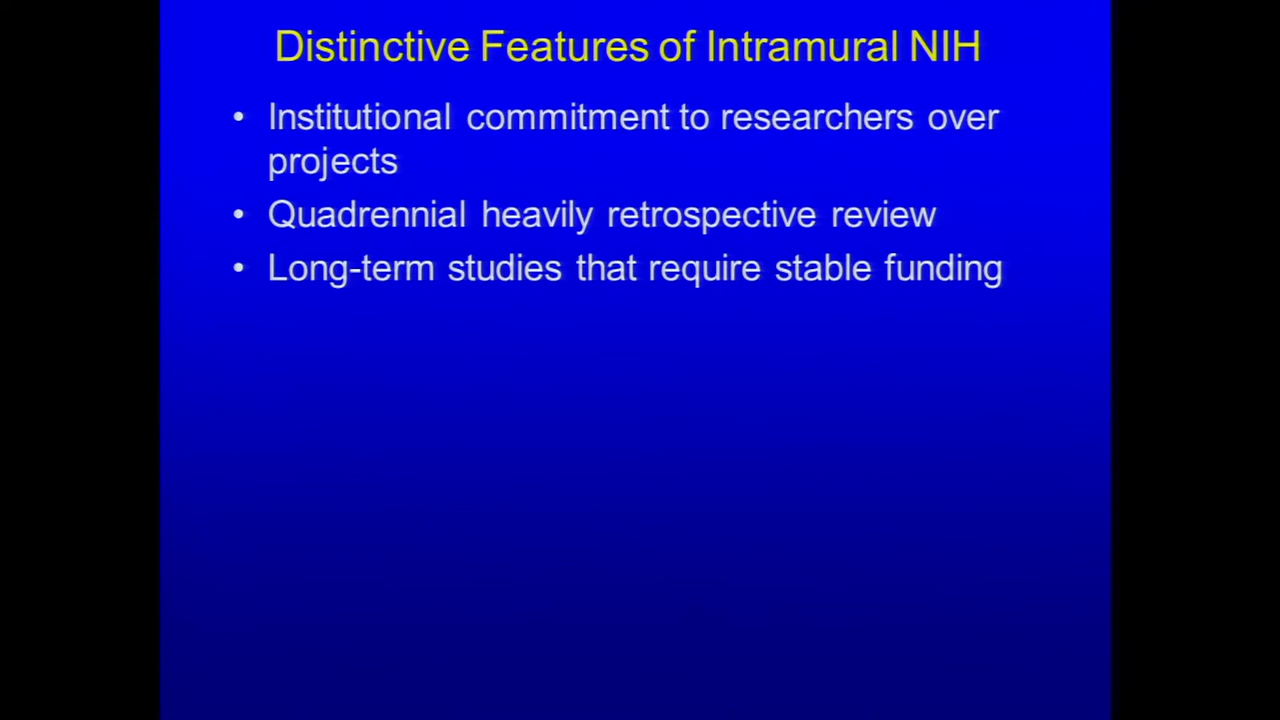 Distinctive Features of Intramural NIH
• Institutional commitment to researchers over
projects
• Quadrennial heavily retrospective review
• Long-term studies that require stable funding